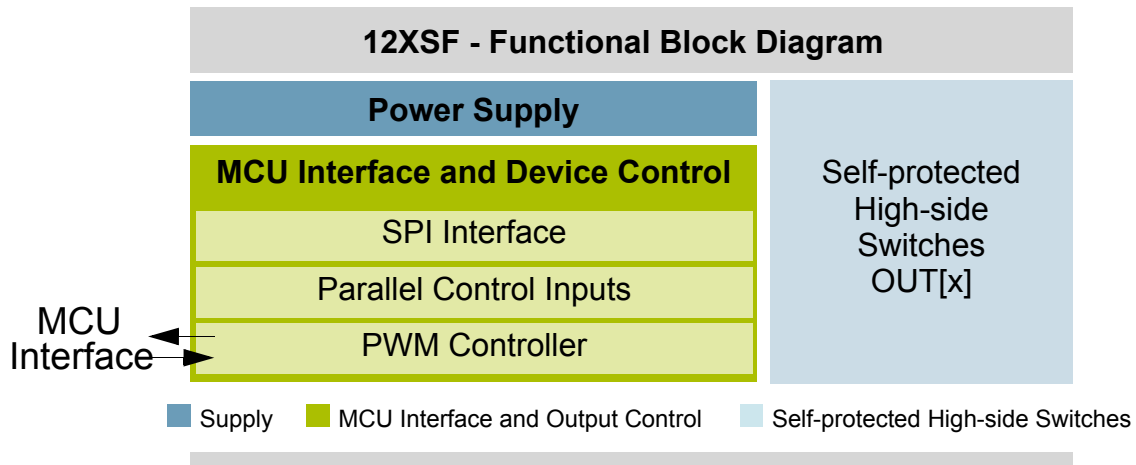 12XSF - Functional Block Diagram
Power Supply
MCU Interface and Device Control
SPI Interface
Parallel Control Inputs
PWM Controller
Self-protected
High-side
Switches
OUT[x]
MCU
Interface
Supply
MCU Interface and Output Control
Self-protected High-side Switches